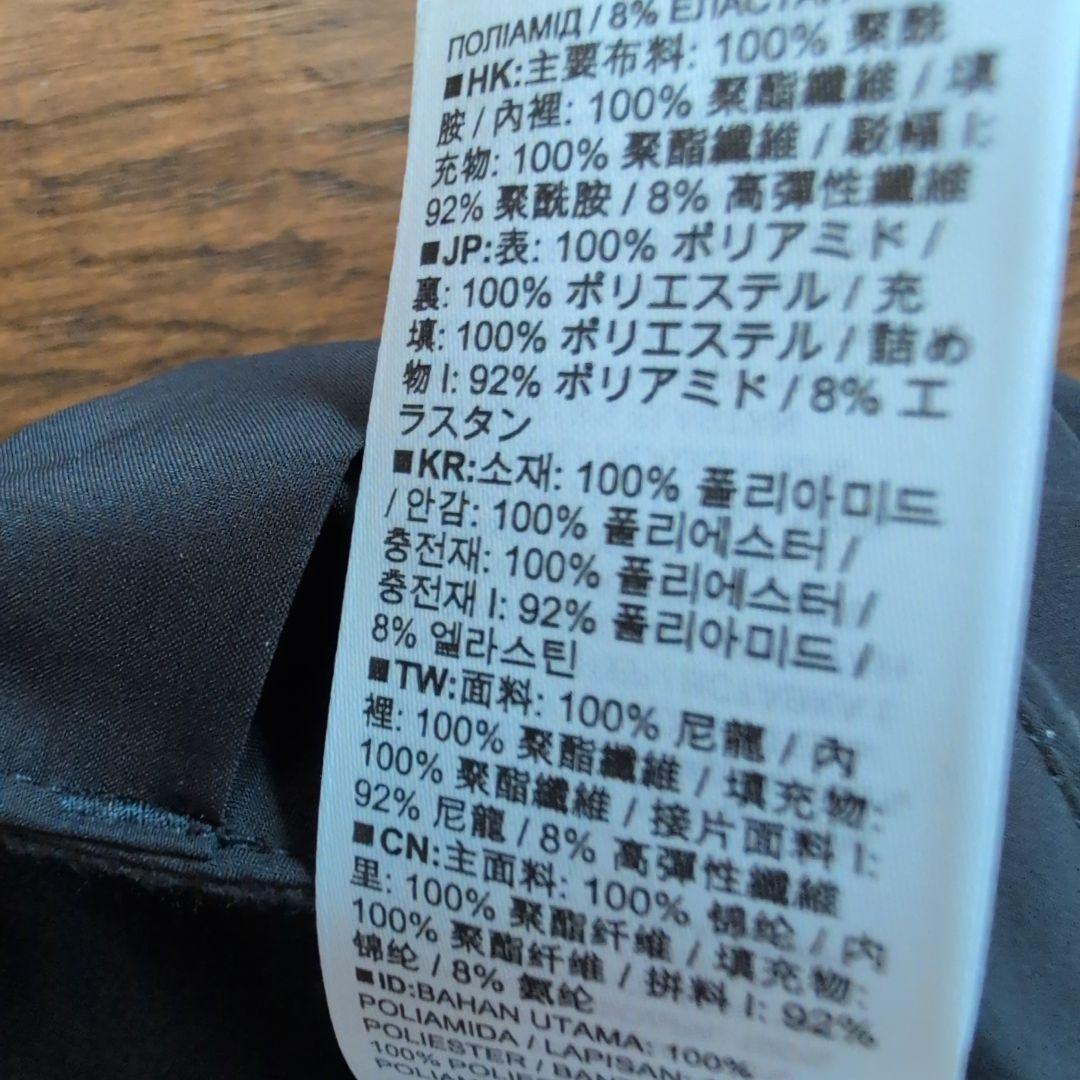 ПОЛІАМІД / 8% ЕЛАСТАН
■HK:主要布料: 100% 聚酰
胺 / 內裡: 100% 聚酯纖維 / 填
充物: 100% 聚酯纖維 / 駁幅 I:
92% 聚酰胺 / 8% 高彈性纖維
■JP:表: 100% ポリアミド /
裏: 100% ポリエステル / 充
填: 100% ポリエステル / 詰め
物 I: 92% ポリアミド / 8% エ
ラスタン
■KR:소재: 100% 폴리아미드
/ 안감: 100% 폴리에스터 /
충전재: 100% 폴리에스터 /
충전재 I: 92% 폴리아미드 /
8% 엘라스틴
■TW:面料: 100% 尼龍 / 內
裡: 100% 聚酯纖維 / 填充物:
100% 聚酯纖維 / 接片面料 I:
92% 尼龍 / 8% 高彈性纖維
■CN:主面料: 100% 锦纶 / 内
里: 100% 聚酯纤维 / 填充物:
100% 聚酯纤维 / 拼料 I: 92%
锦纶 / 8% 氨纶
■ID:BAHAN UTAMA: 100%
POLIAMIDA / LAPISAN:
POLIESTER /
100%